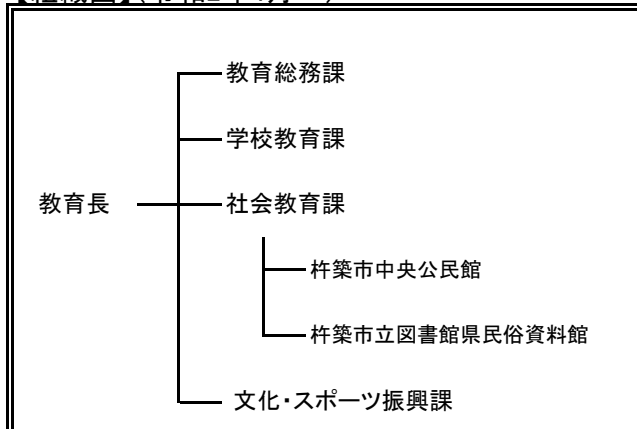 教育総務課
学校教育課
教育長
社会教育課
杵築市中央公民館
杵築市立図書館県民俗資料館
文化・スポーツ振興課